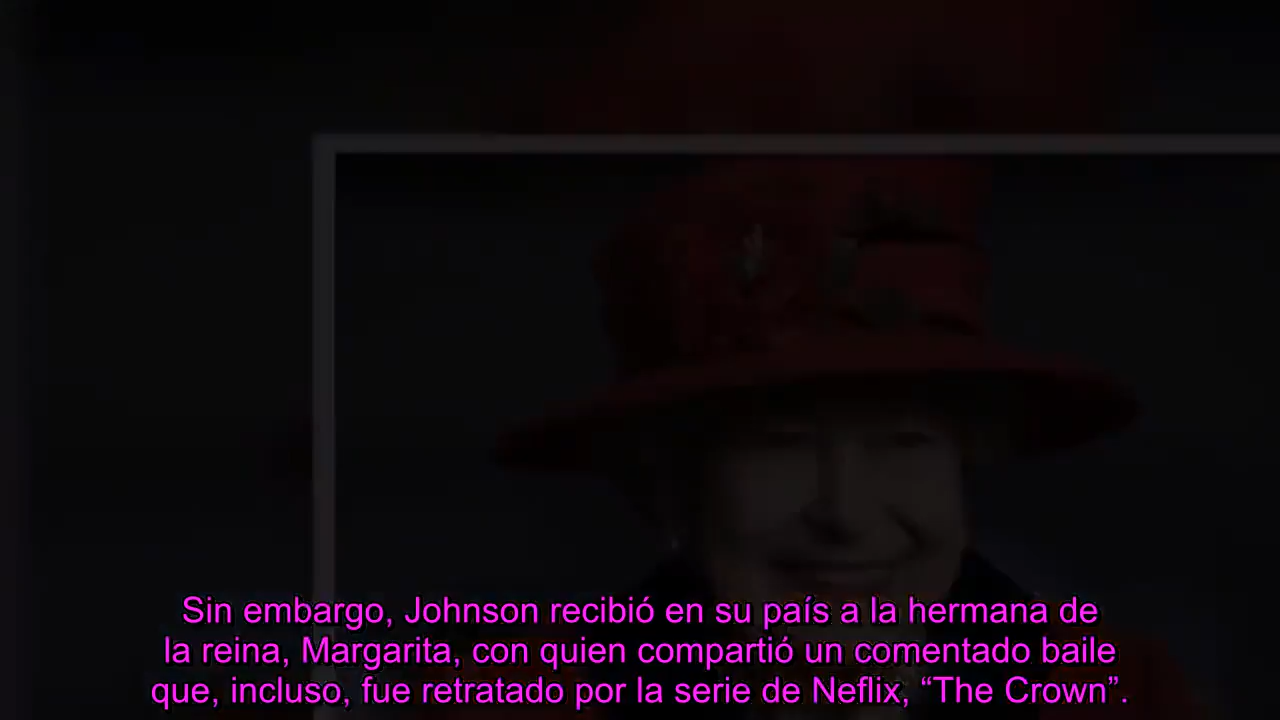 Sin embargo, Johnson recibió en su país a la hermana de
la reina, Margarita, con quien compartió un comentado baile
que, incluso, fue retratado por la serie de Neflix, “The Crown”.